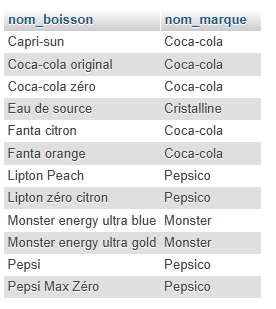 nom_boisson nom_marque
Capri-sun Coca-cola
Coca-cola original Coca-cola
Coca-cola zéro Coca-cola
Eau de source Cristalline
Fanta citron Coca-cola
Fanta orange Coca-cola
Lipton Peach Pepsico
Lipton zéro citron Pepsico
Monster energy ultra blue Monster
Monster energy ultra gold Monster
Pepsi Pepsico
Pepsi Max Zéro Pepsico